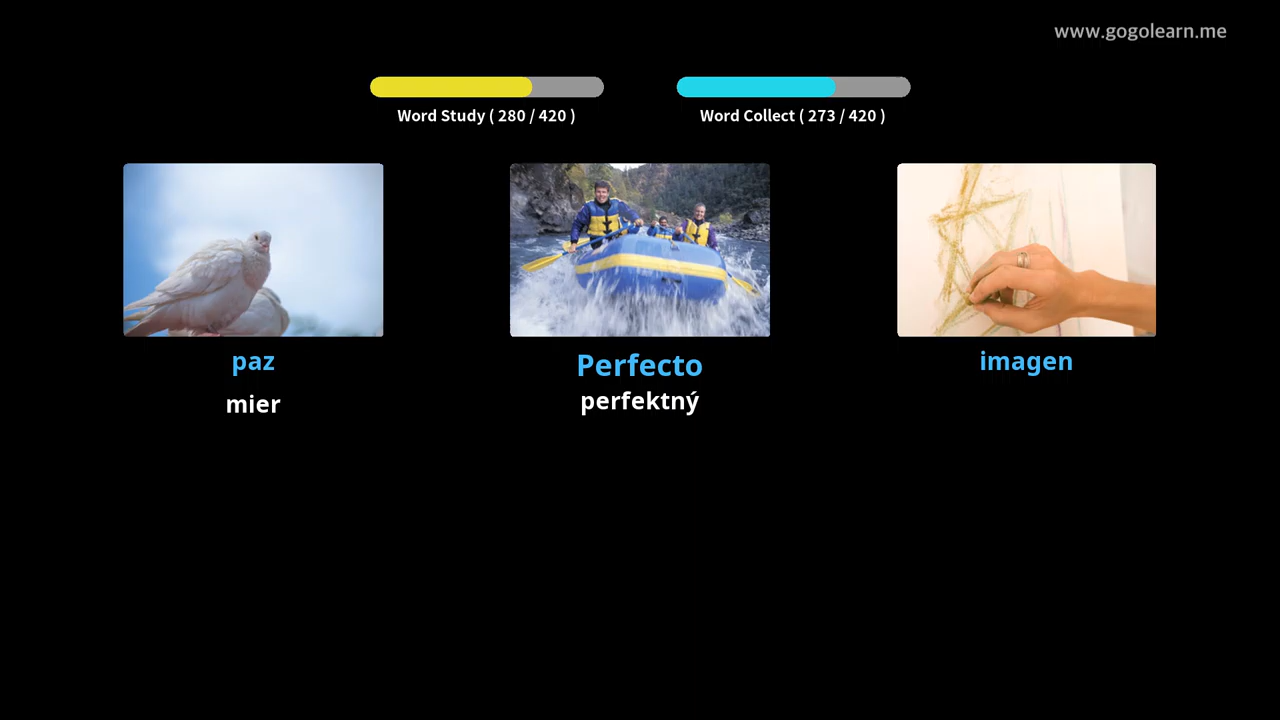 www.gogolearn.me
Word Study ( 280 / 420 )
Word Collect ( 273 / 420 )
paz
mier
Perfecto
perfektný
imagen